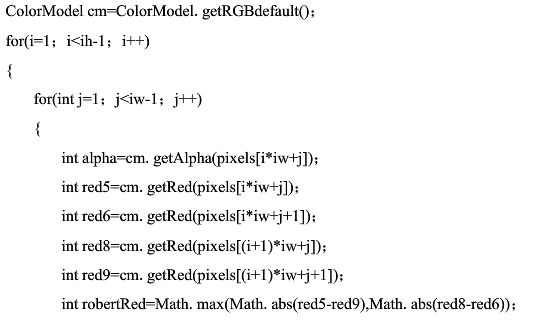 ColorModel cm=ColorModel. getRGBdefault();
for(i=1；i<ih-1；i++)
{
for(int j=1；j<iw-1；j++)
{
int alpha=cm. getAlpha(pixels[i*iw+j]);
int red5=cm. getRed(pixels[i*iw+j]);
int red6=cm. getRed(pixels[i*iw+j+1]);
int red8=cm. getRed(pixels[(i+1)*iw+j]);
int red9=cm. getRed(pixels[(i+1)*iw+j+1]);
int robertRed=Math. max(Math. abs(red5-red9),Math. abs(red8-red6));